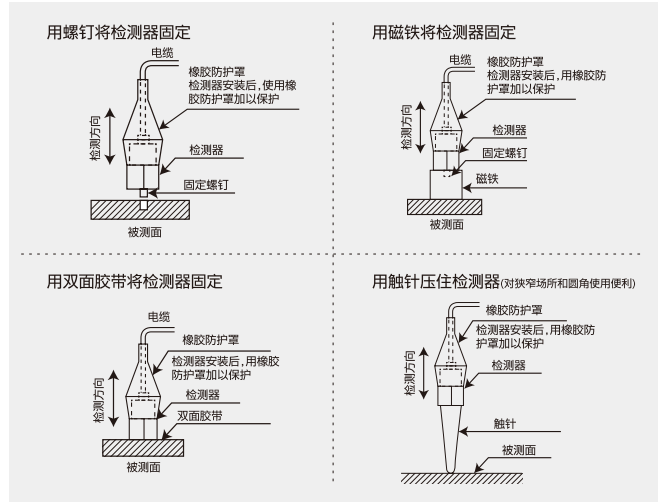 用螺钉将检测器固定
电缆
橡胶防护罩
检测器安装后,使用橡
胶防护罩加以保护
检测方向
检测器
固定螺钉
被测面
用磁铁将检测器固定
电缆
橡胶防护罩
检测器安装后,用橡胶防
护罩加以保护
检测方向
检测器
固定螺钉
磁铁
被测面
用双面胶带将检测器固定
电缆
橡胶防护罩
检测器安装后,用橡胶
防护罩加以保护
检测方向
检测器
双面胶带
被测面
用触针压住检测器(对狭窄场所和圆角使用便利)
橡胶防护罩
检测器安装后,用橡胶防
护罩加以保护
检测方向
检测器
触针
被测面